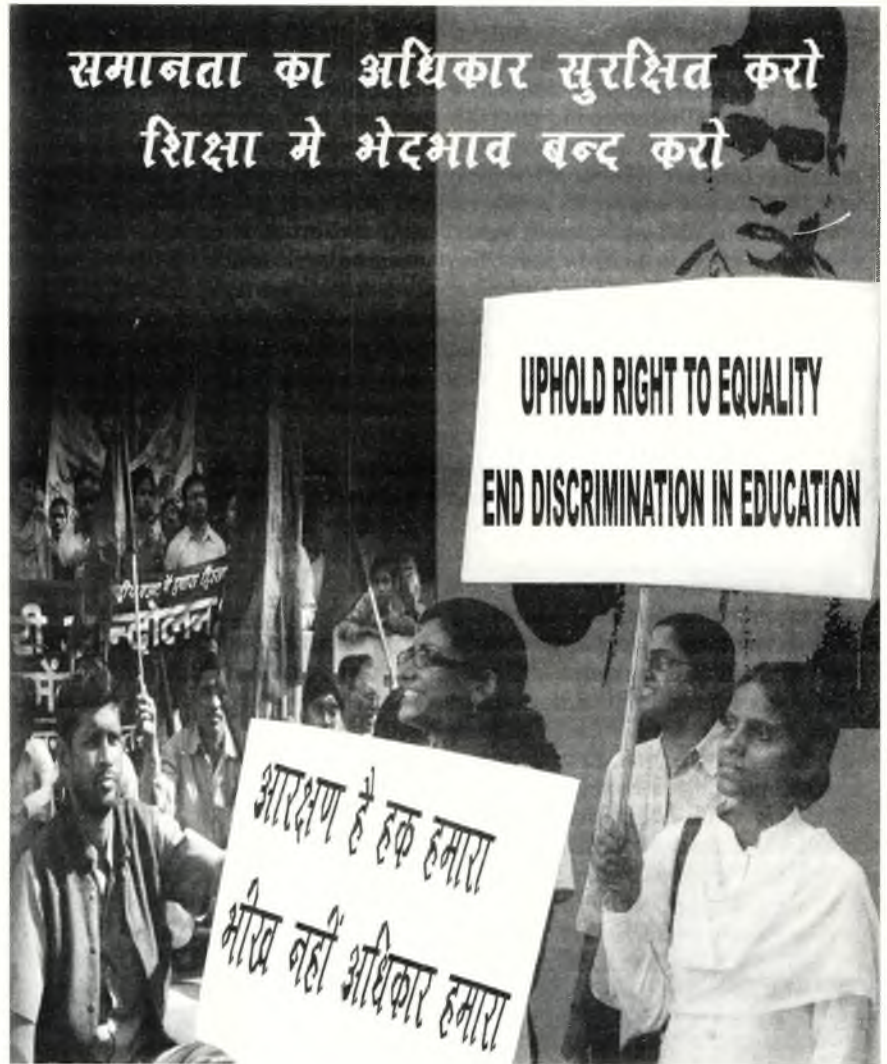 समानता का अधिकार सुरक्षित करो
शिक्षा मे भेदभाव बन्द करो
UPHOLD RIGHT TO EQUALITY
END DISCRIMINATION IN EDUCATION
न्दोलन
में
आरक्षण है हक हमारा
भीख नहीं अधिकार हमारा